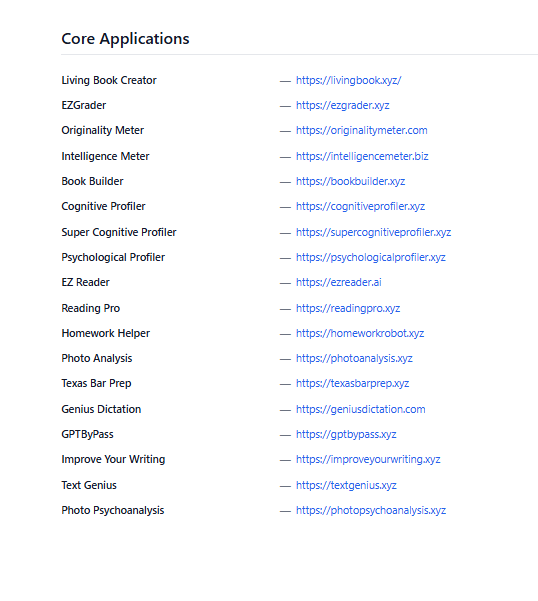 Core Applications
Living Book Creator — https://livingbook.xyz/
EZGrader — https://ezgrader.xyz
Originality Meter — https://originalitymeter.com
Intelligence Meter — https://intelligencemeter.biz
Book Builder — https://bookbuilder.xyz
Cognitive Profiler — https://cognitiveprofiler.xyz
Super Cognitive Profiler — https://supercognitiveprofiler.xyz
Psychological Profiler — https://psychologicalprofiler.xyz
EZ Reader — https://ezreader.ai
Reading Pro — https://readingpro.xyz
Homework Helper — https://homeworkrobot.xyz
Photo Analysis — https://photoanalysis.xyz
Texas Bar Prep — https://texasbarprep.xyz
Genius Dictation — https://geniusdictation.com
GPTByPass — https://gptbypass.xyz
Improve Your Writing — https://improveyourwriting.xyz
Text Genius — https://textgenius.xyz
Photo Psychoanalysis — https://photopsychoanalysis.xyz